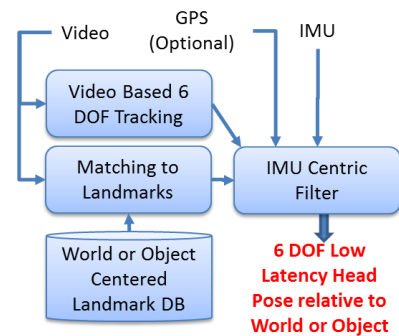 Video
GPS
(Optional)
IMU
Video Based 6
DOF Tracking
Matching to
Landmarks
IMU Centric
Filter
World or Object
Centered
Landmark DB
6 DOF Low
Latency Head
Pose relative to
World or Object